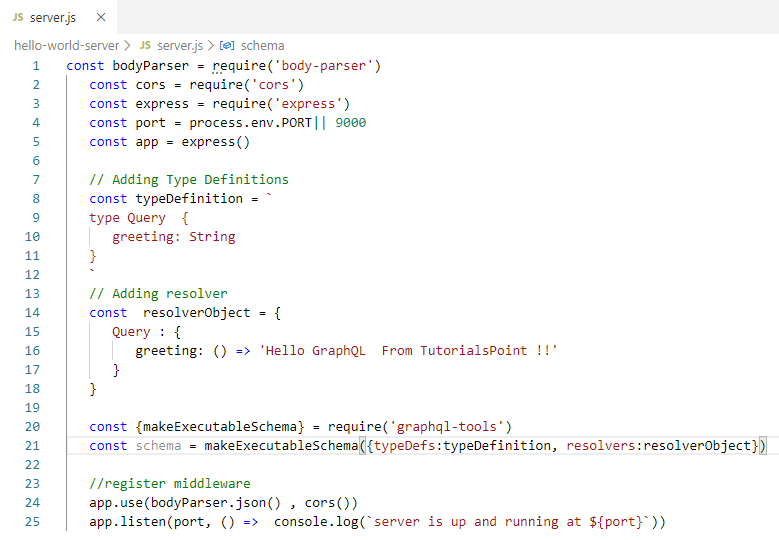 JS server.js ×
hello-world-server > JS server.js > schema
1 const bodyParser = require('body-parser')
2 const cors = require('cors')
3 const express = require('express')
4 const port = process.env.PORT|| 9000
5 const app = express()
6
7 // Adding Type Definitions
8 const typeDefinition = `
9 type Query  {
10 greeting: String
11 }
12 `
13 // Adding resolver
14 const  resolverObject = {
15 Query : {
16 greeting: () => 'Hello GraphQL  From TutorialsPoint !!'
17 }
18 }
19
20 const {makeExecutableSchema} = require('graphql-tools')
21 const schema = makeExecutableSchema({typeDefs:typeDefinition, resolvers:resolverObject})
22
23 //register middleware
24 app.use(bodyParser.json() , cors())
25 app.listen(port, () =>  console.log(`server is up and running at ${port}`))